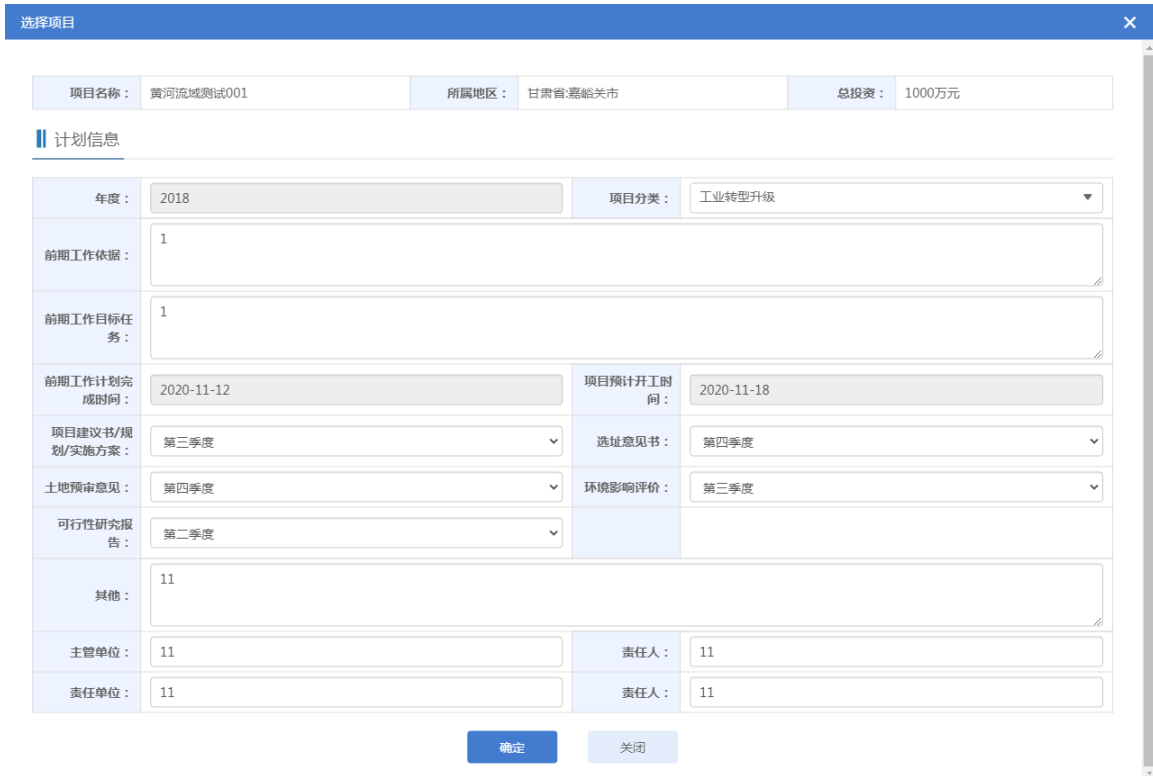 选择项目
项目名称： 黄河流域测试001 所属地区： 甘肃省:嘉峪关市 总投资： 1000万元
计划信息
年度： 2018 项目分类： 工业转型升级
前期工作依据： 1
前期工作目标任
务：
1
前期工作计划完
成时间：
2020-11-12
项目预计开工时
间：
2020-11-18
项目建议书/规
划/实施方案：
第三季度
选址意见书： 第四季度
土地预审意见： 第四季度 环境影响评价： 第三季度
可行性研究报
告：
第二季度
其他： 11
主管单位： 11 责任人： 11
责任单位： 11 责任人： 11
确定 关闭